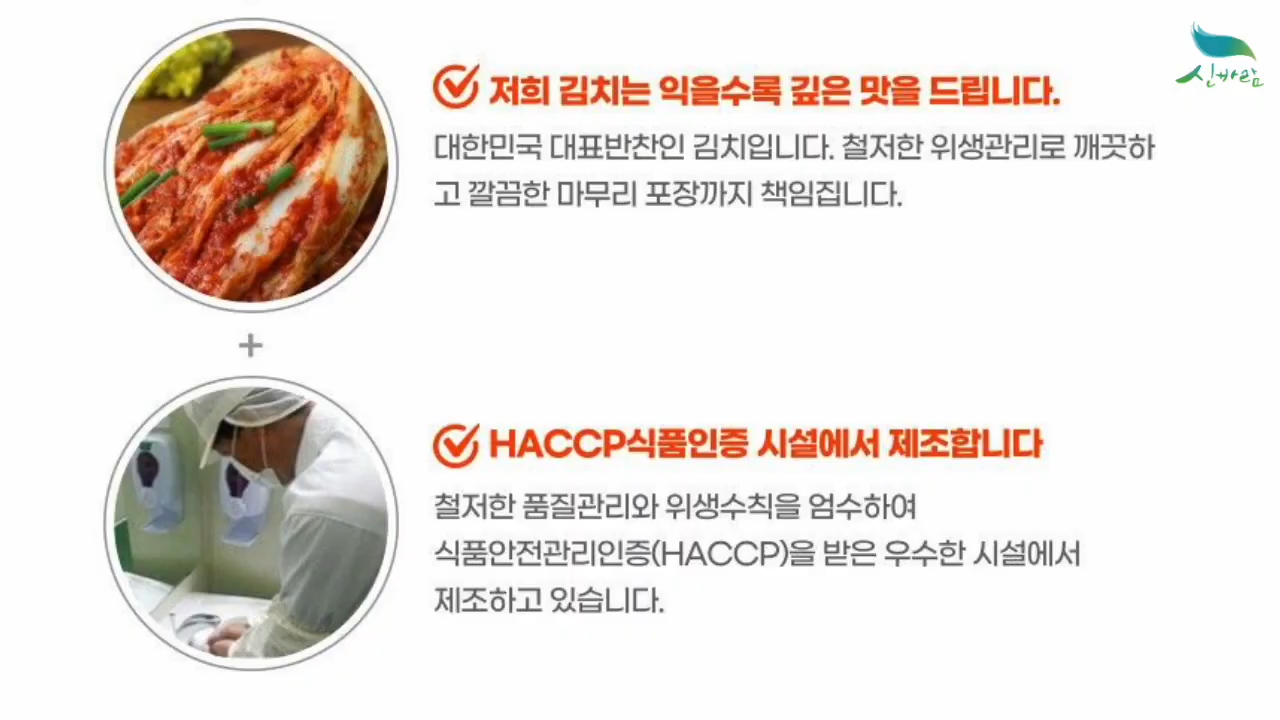 신바람
저희 김치는 익을수록 깊은 맛을 드립니다.
대한민국 대표반찬인 김치입니다. 철저한 위생관리로 깨끗하
고 깔끔한 마무리 포장까지 책임집니다.
+
HACCP식품인증 시설에서 제조합니다
철저한 품질관리와 위생수칙을 엄수하여
식품안전관리인증(HACCP)을 받은 우수한 시설에서
제조하고 있습니다.